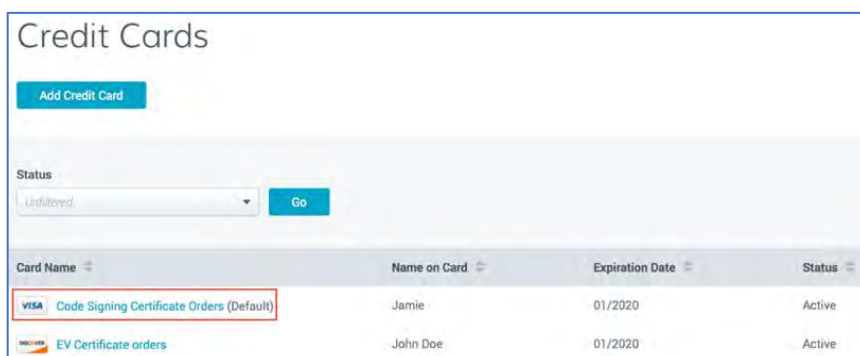 Credit Cards
Add Credit Card
Status
Unfiltered
Go
Card Name Name on Card Expiration Date Status
VISA Code Signing Certificate Orders (Default) Jamie 01/2020 Active
DISCOVER EV Certificate orders John Doe 01/2020 Active